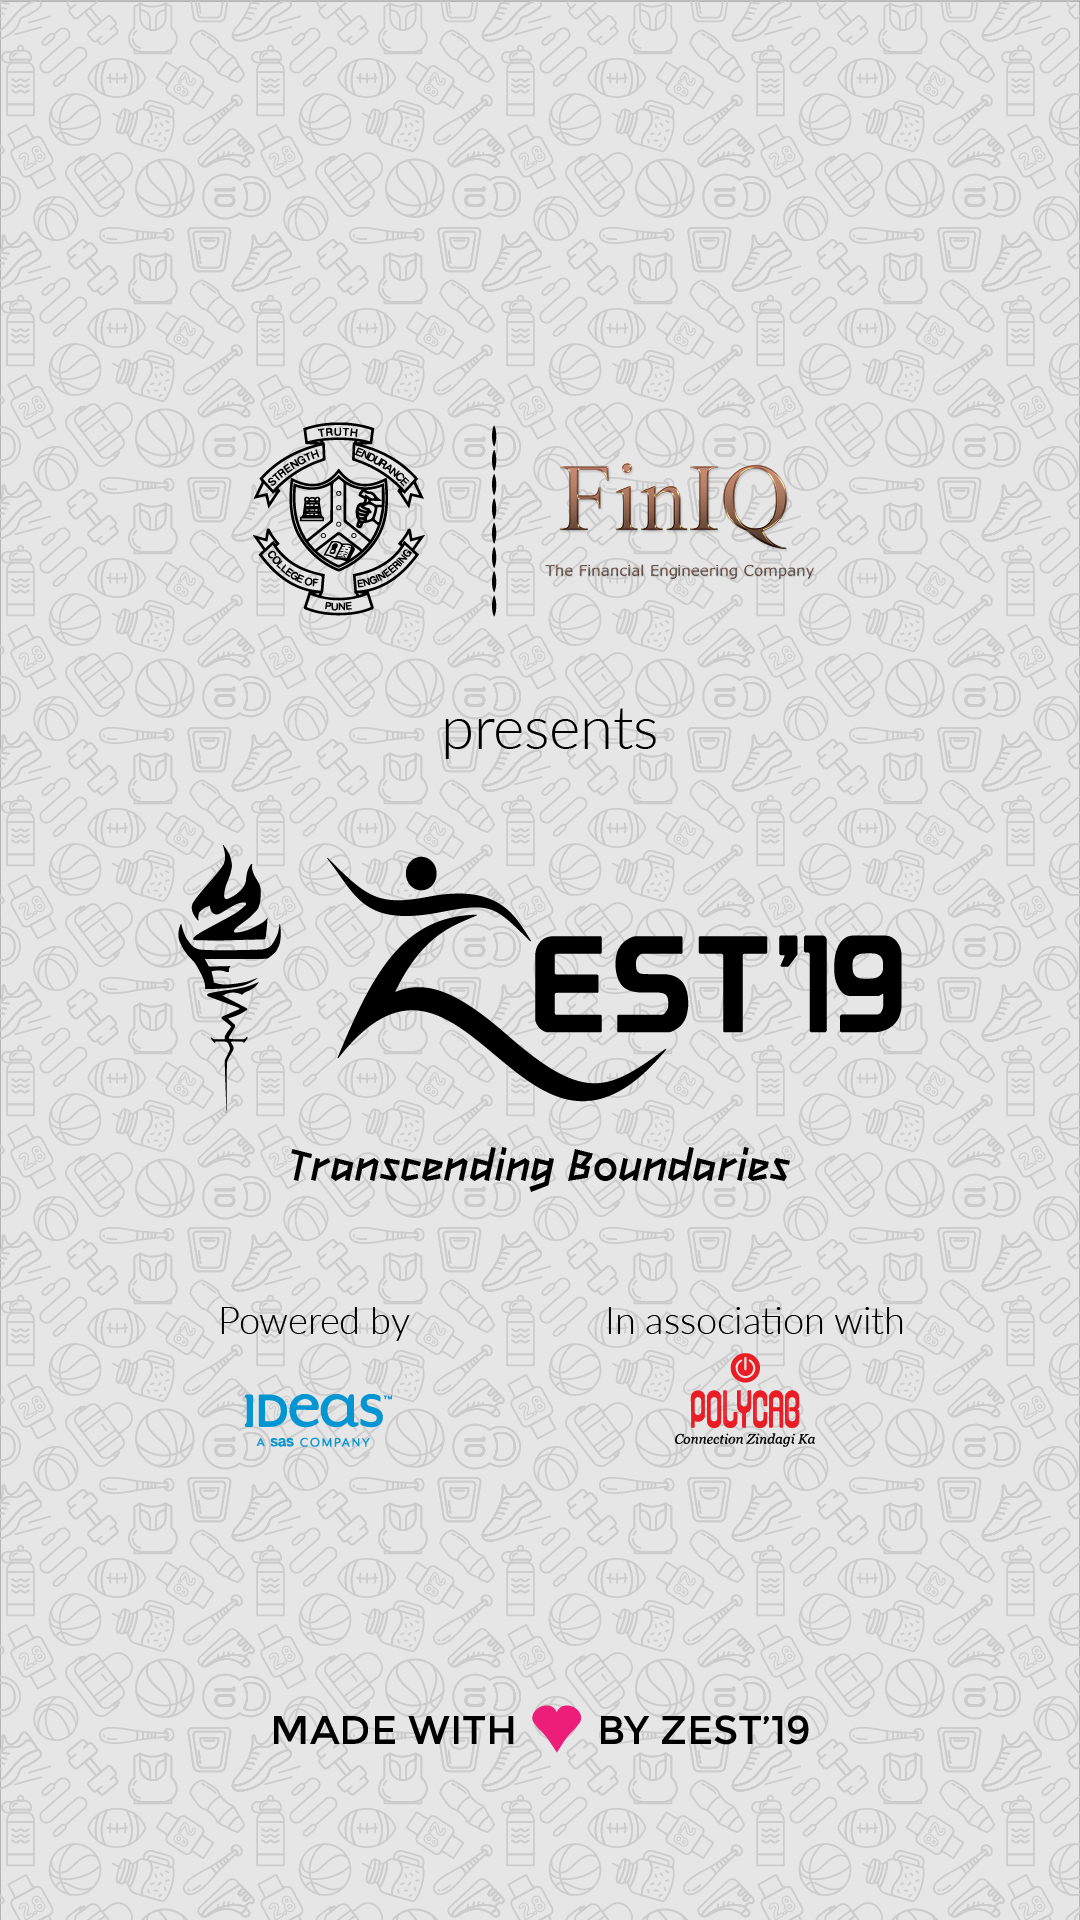 TRUTH
STRENGTH
ENDURANCE
COLLEGE OF
ENGINEERING
PUNE
FinIQ
The Financial Engineering Company
presents
ZEST'19
Transcending Boundaries
Powered by
In association with
IDeaS™
A sas COMPANY
POLYCAB
Connection Zindagi Ka
MADE WITH BY ZEST'19